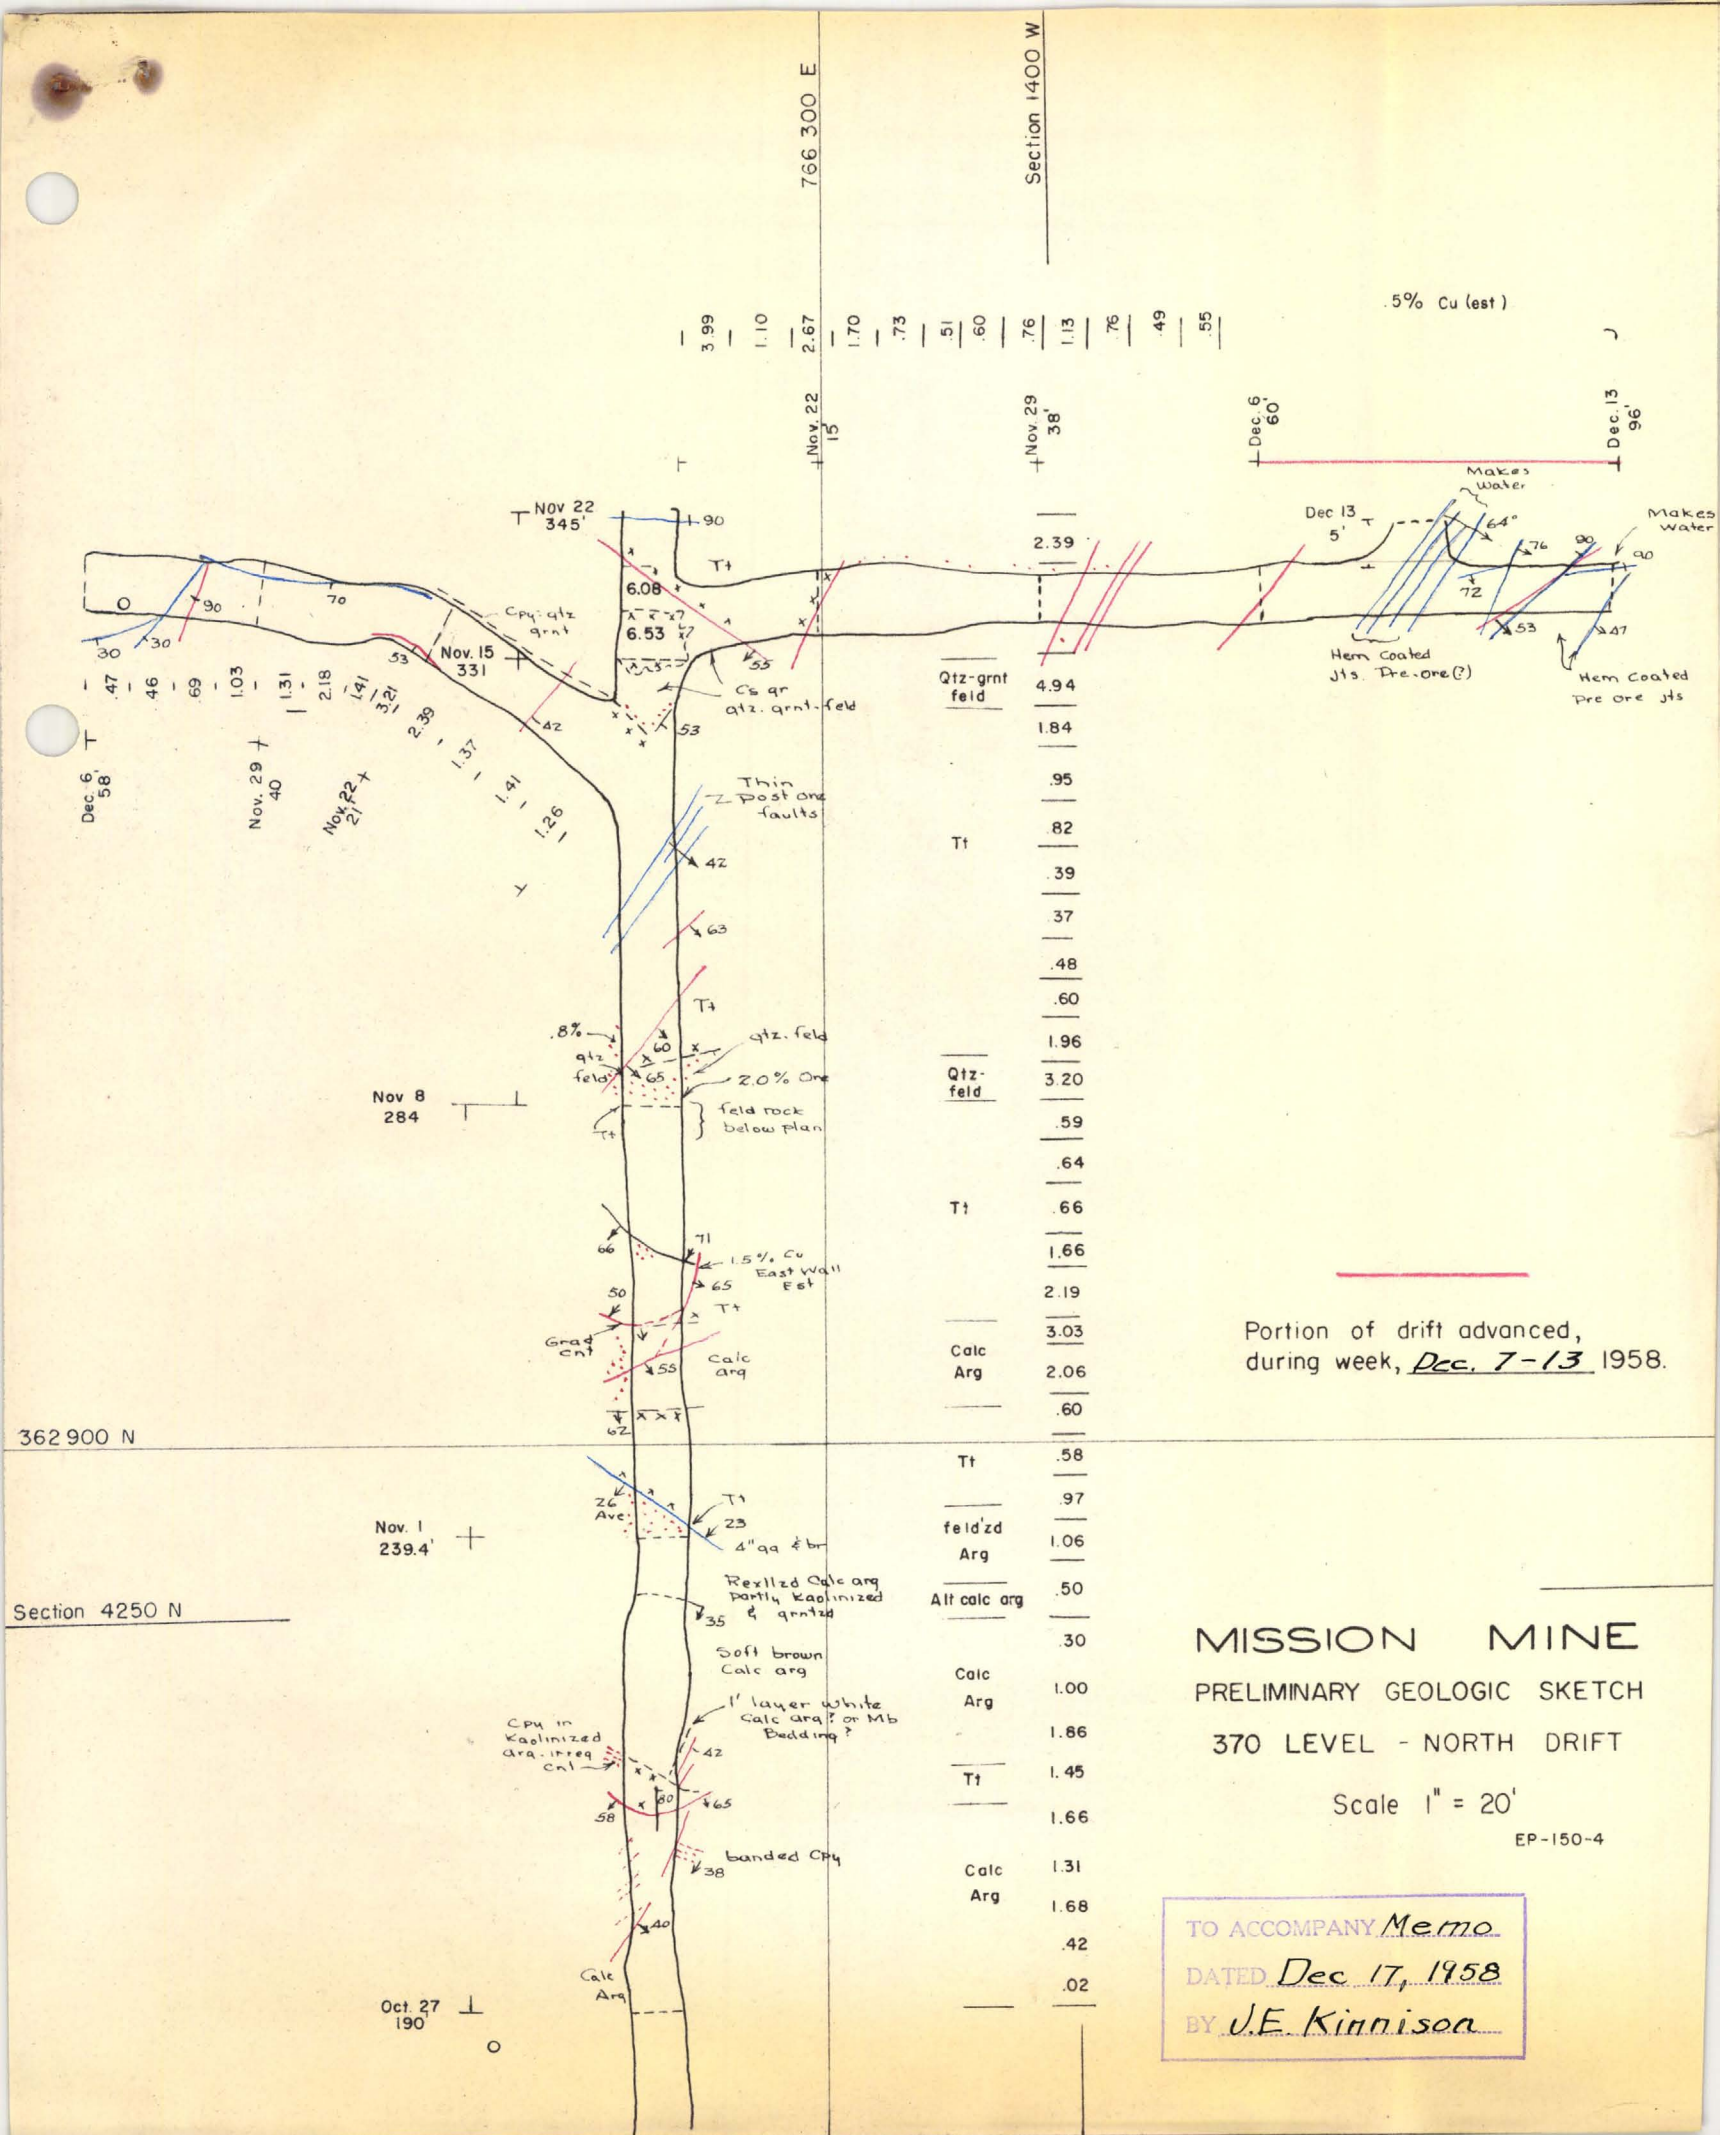 766 300 E
Section 1400 W
.5% Cu (est)
3.99
1.10
2.67
1.70
.73
.51
.60
.76
1.13
.76
.49
.55
Nov. 22
15'
Nov. 29
38'
Dec. 6
60'
Dec. 13
96'
Makes
Water
Nov 22
345'
90
Tt
2.39
Dec 13
5'
64°
76
90
90
Makes
Water
6.08
6.53
72
53
47
O
90
70
30
30
Cpy-qtz
grnt
53
Nov. 15
331
55
Cs gr
qtz. grnt-feld
42
53
Hem Coated
Jts. Pre-ore(?)
Hem Coated
Pre ore jts
.47
.46
.69
1.03
1.31
2.18
1.41
3.21
2.39
1.37
1.41
1.26
Dec. 6
58'
Nov. 29
40
Nov. 22
21'
Qtz-grnt
feld
4.94
1.84
.95
.82
Tt
.39
.37
.48
.60
1.96
Qtz-
feld
3.20
.59
.64
Tt
.66
1.66
2.19
3.03
Calc
Arg
2.06
.60
Tt
.58
.97
feld'zd
Arg
1.06
Alt calc arg
.50
.30
Calc
Arg
1.00
1.86
Tt
1.45
1.66
Calc
Arg
1.31
1.68
.42
.02
Thin
Post ore
faults
42
63
Tt
.8%
qtz
feld
60
65
qtz. feld
2.0% Ore
Nov 8
284
Tt
feld rock
below plan
66
71
1.5% Cu
East Wall
Est
65
50
Tt
Grad
cnt
55
Calc
arg
62
362 900 N
26
Ave
Tt
23
4" gg & br
Nov. 1
239.4'
Rexllzd Calc arg
Partly Kaolinized
& grntzd
35
Section 4250 N
Soft brown
Calc arg
1' layer white
Calc arg? or Mb
Bedding?
Cpy in
Kaolinized
arg-irreg
cnt
42
80
65
58
banded Cpy
38
40
Calc
Arg
Oct. 27
190'
O
Portion of drift advanced,
during week, Dec. 7-13 1958.
MISSION MINE
PRELIMINARY GEOLOGIC SKETCH
370 LEVEL - NORTH DRIFT
Scale 1" = 20'
EP-150-4
TO ACCOMPANY Memo
DATED Dec 17, 1958
BY J.E. Kinnison